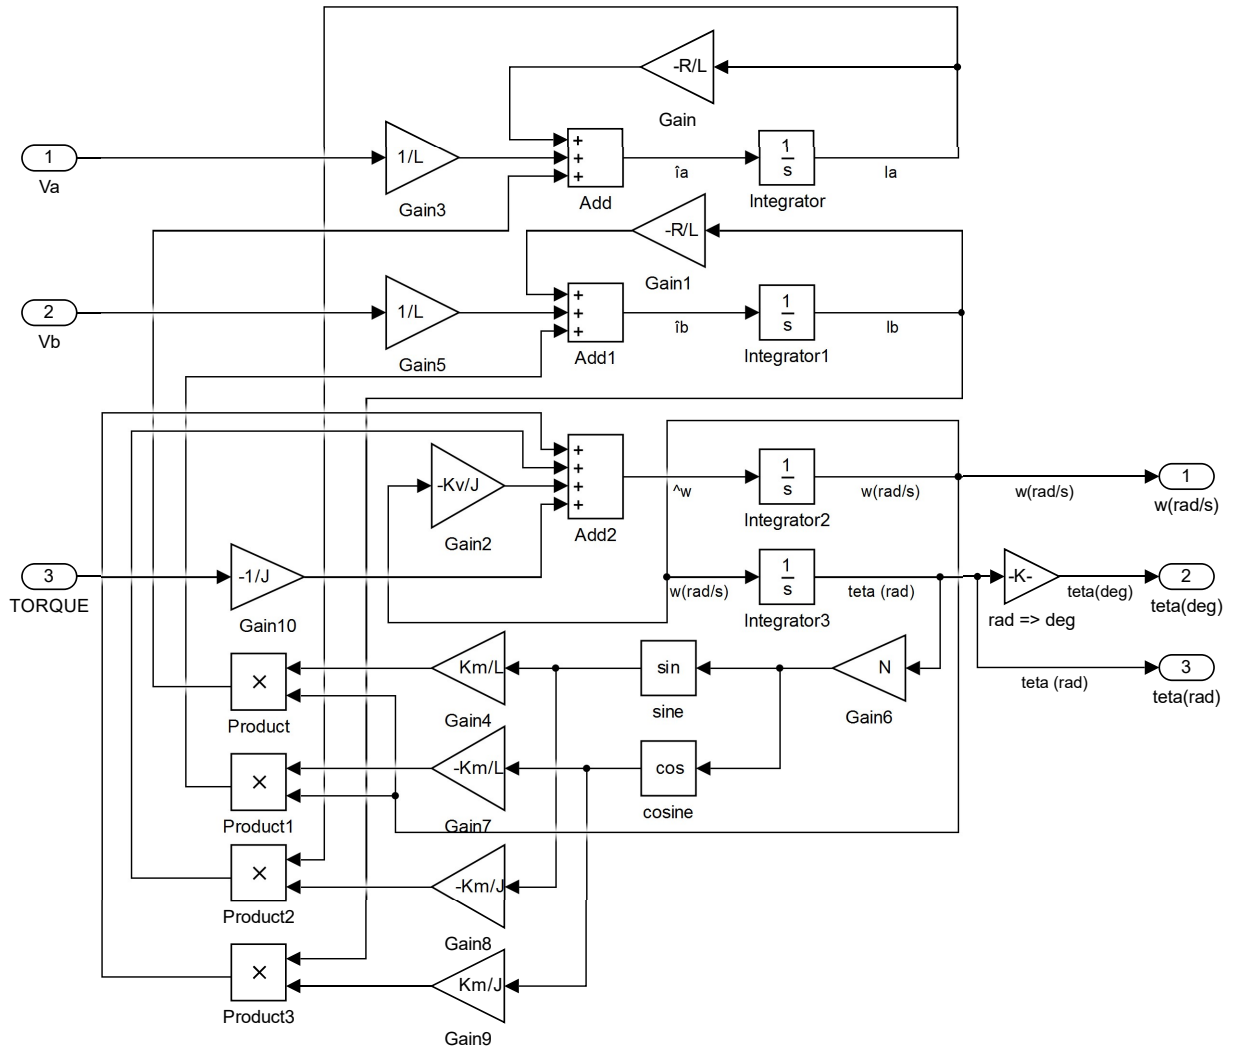 -R/L
Gain
1
Va
1/L
Gain3
+
+
+
Add
îa
1
s
Integrator
Ia
-R/L
Gain1
2
Vb
1/L
Gain5
+
+
+
Add1
îb
1
s
Integrator1
Ib
-Kv/J
Gain2
+
+
+
+
Add2
^w
1
s
Integrator2
w(rad/s)
w(rad/s)
1
w(rad/s)
3
TORQUE
-1/J
Gain10
w(rad/s)
1
s
Integrator3
teta (rad)
-K-
rad => deg
teta(deg)
2
teta(deg)
×
Product
Km/L
Gain4
sin
sine
N
Gain6
teta (rad)
3
teta(rad)
×
Product1
-Km/L
Gain7
cos
cosine
×
Product2
-Km/J
Gain8
×
Product3
Km/J
Gain9